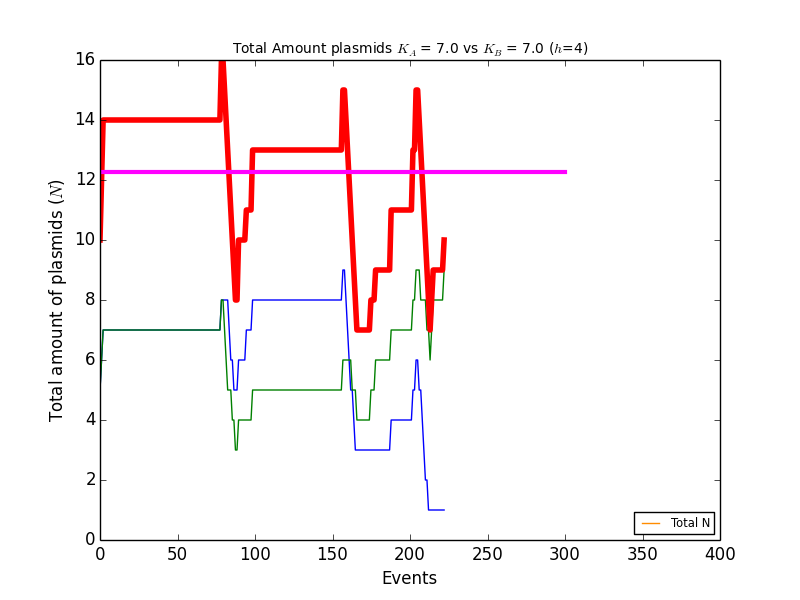 Total Amount plasmids K_A = 7.0 vs K_B = 7.0 (h=4)
16
14
12
10
8
6
4
2
0
Total amount of plasmids (N)
0 50 100 150 200 250 300 350 400
Events
Total N